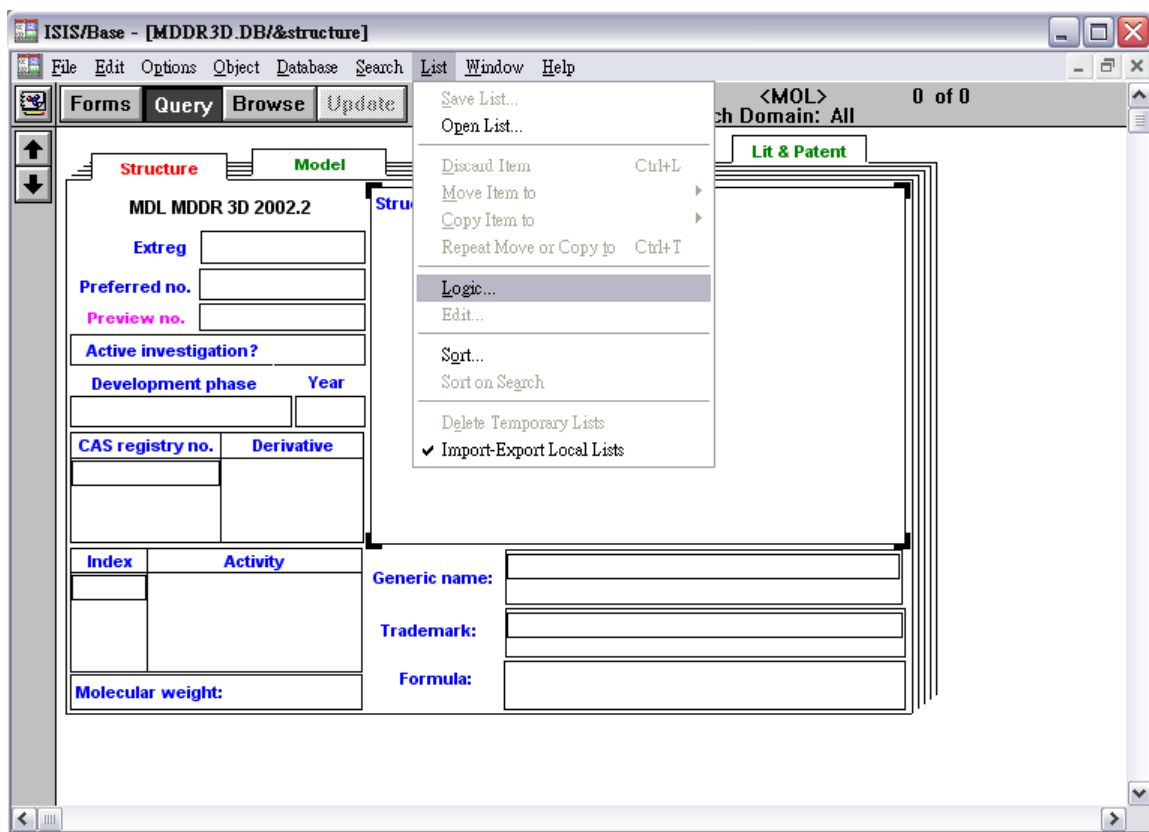 ISIS/Base - [MDDR3D.DB/&structure]
File Edit Options Object Database Search List Window Help
Forms Query Browse Update
<MOL> 0 of 0
ch Domain: All
Save List...
Open List...
Discard Item Ctrl+L
Move Item to
Copy Item to
Repeat Move or Copy to Ctrl+T
Logic...
Edit...
Sort...
Sort on Search
Delete Temporary Lists
✓ Import-Export Local Lists
Structure Model Lit & Patent
MDL MDDR 3D 2002.2
Stru
Extreg
Preferred no.
Preview no.
Active investigation?
Development phase Year
CAS registry no. Derivative
Index Activity
Generic name:
Trademark:
Formula:
Molecular weight: